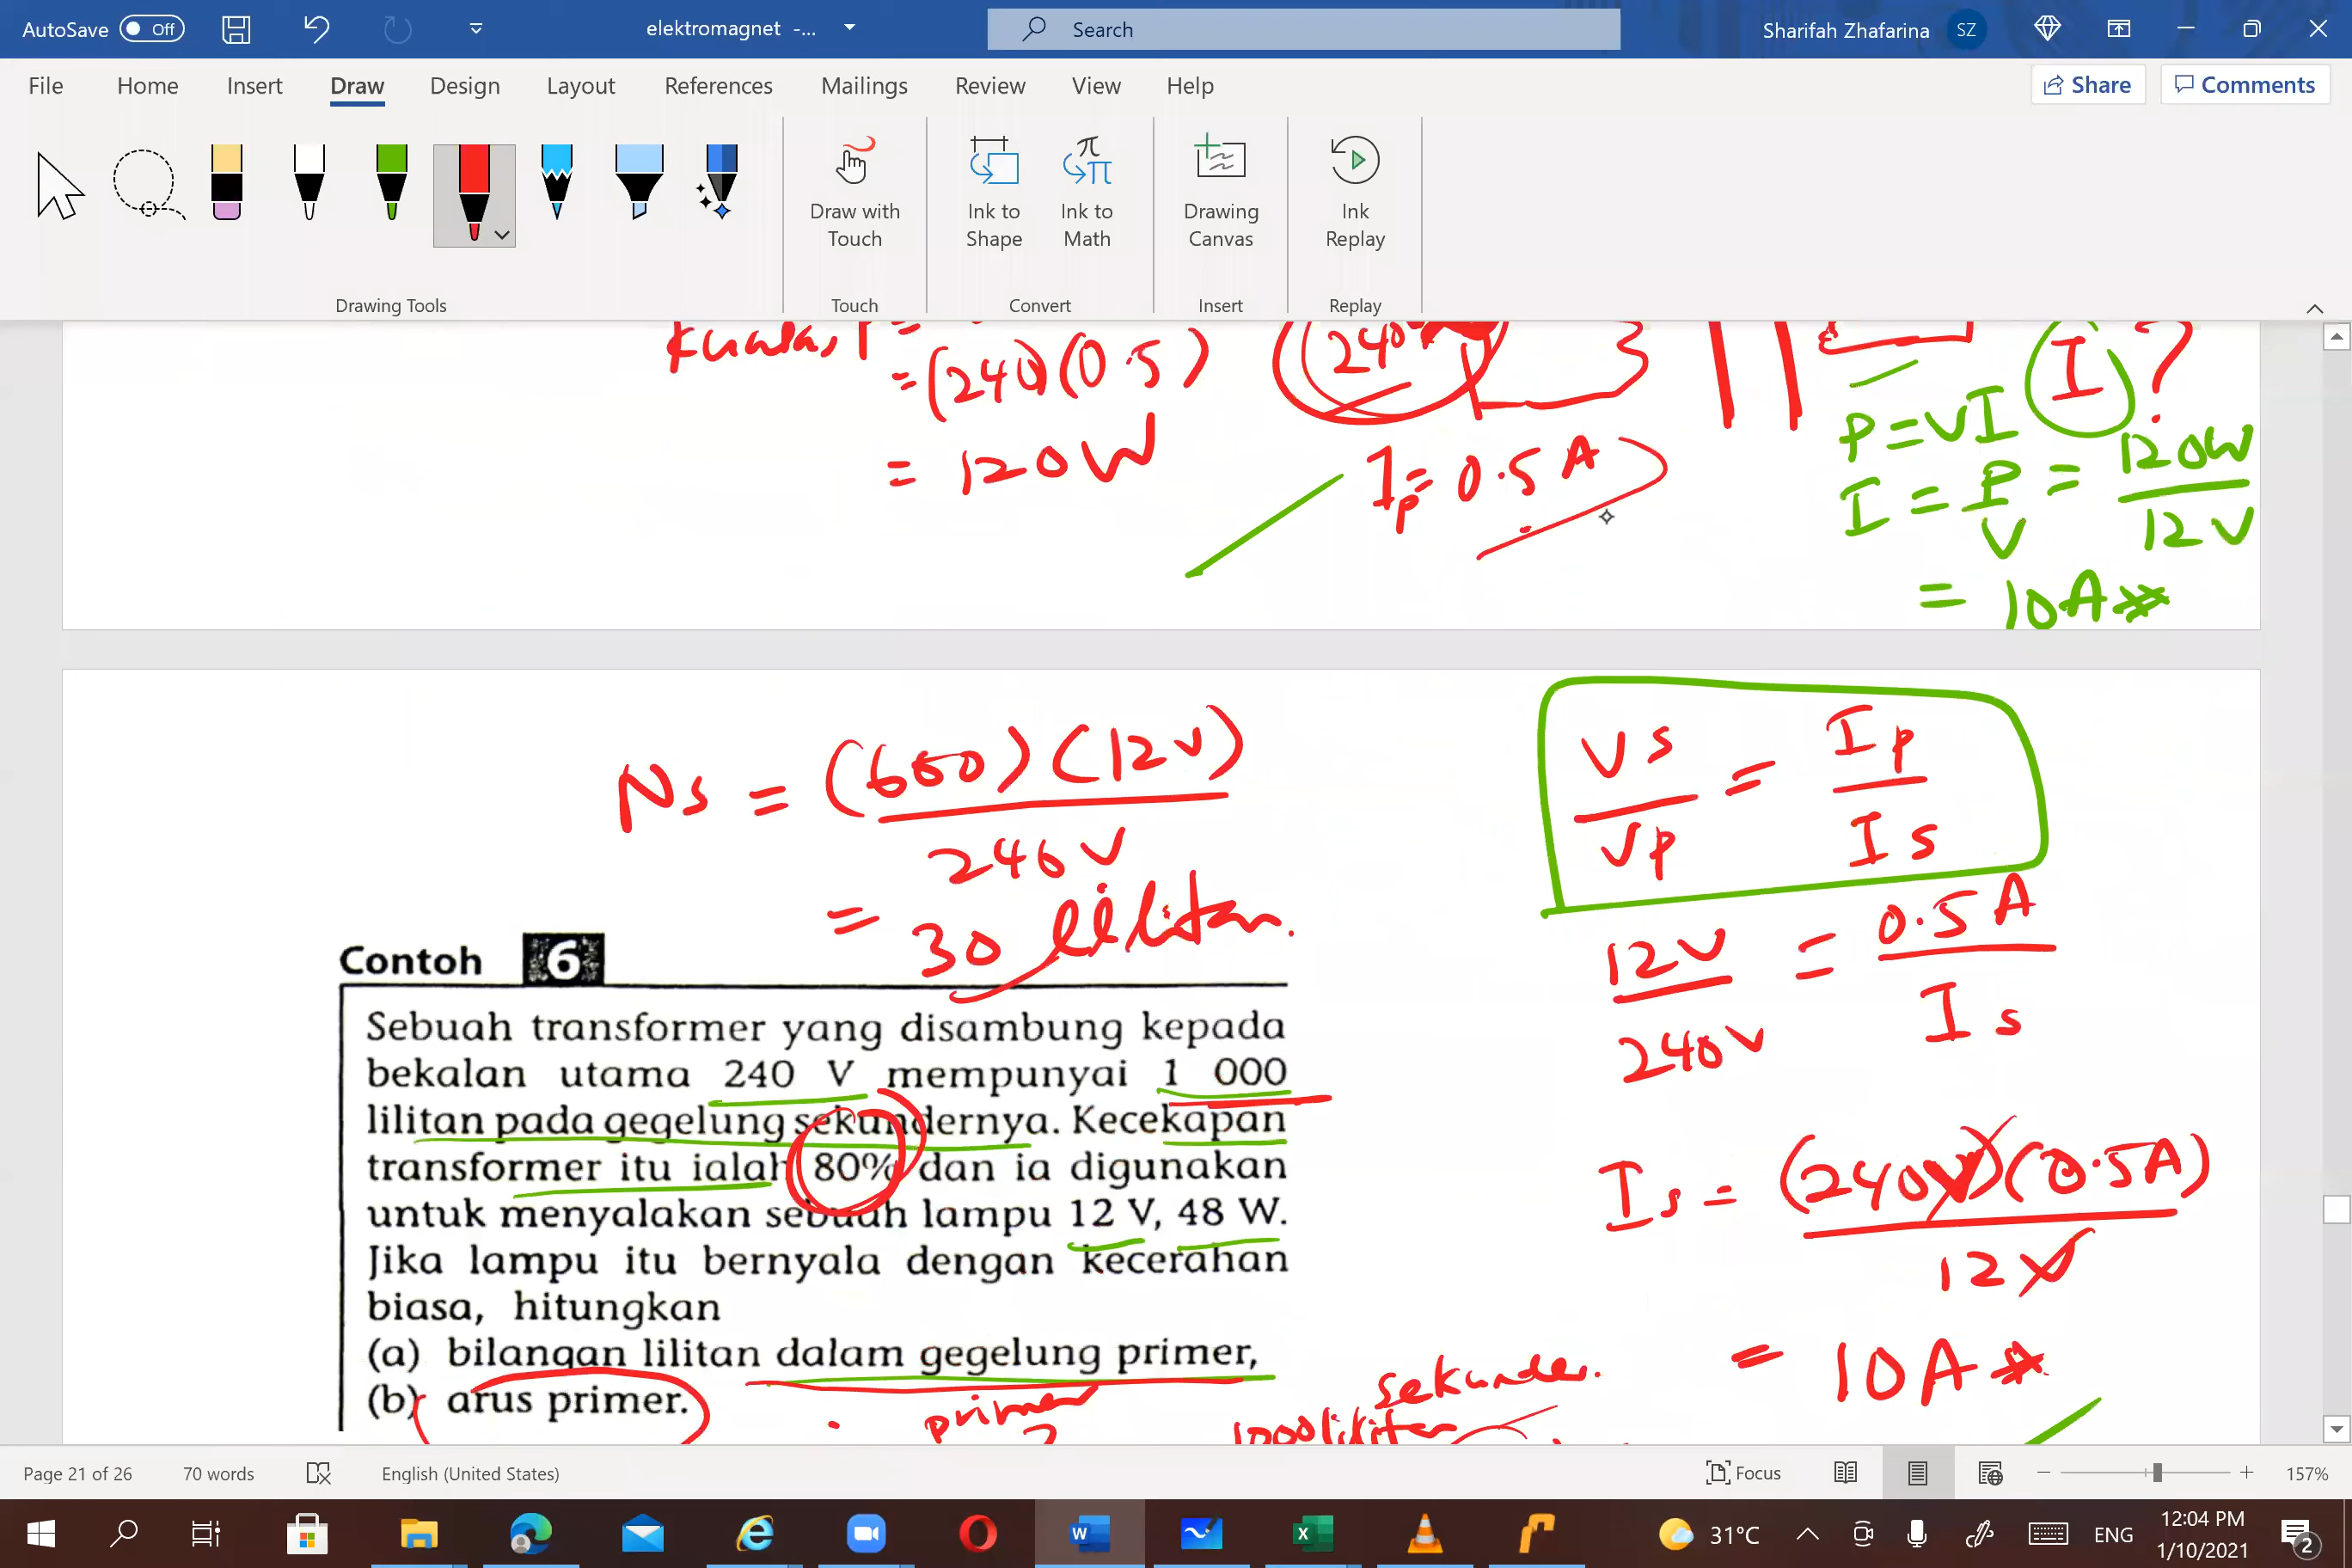 AutoSave Off elektromagnet -... Search Sharifah Zhafarina SZ
File Home Insert Draw Design Layout References Mailings Review View Help Share Comments
Draw with Touch
Ink to Shape
Ink to Math
Drawing Canvas
Ink Replay
Drawing Tools Touch Convert Insert Replay
= (240)(0.5)
= 120W
240
Ip = 0.5 A
I ?
P = VI
I = P/V = 120W/12V
= 10A
Ns = (600)(12V)/240V
= 30 lilitan.
Vs/Vp = Ip/Is
12V/240V = 0.5A/Is
Is = (240V)(0.5A)/12V
= 10A
Contoh 6
Sebuah transformer yang disambung kepada
bekalan utama 240 V mempunyai 1 000
lilitan pada gegelung sekundernya. Kecekapan
transformer itu ialah 80% dan ia digunakan
untuk menyalakan sebuah lampu 12 V, 48 W.
Jika lampu itu bernyala dengan kecerahan
biasa, hitungkan
(a) bilangan lilitan dalam gegelung primer,
(b) arus primer.
primer
?
sekunder.
1000 lilitan
Page 21 of 26 70 words English (United States) Focus 157%
31°C ENG 12:04 PM
1/10/2021 2